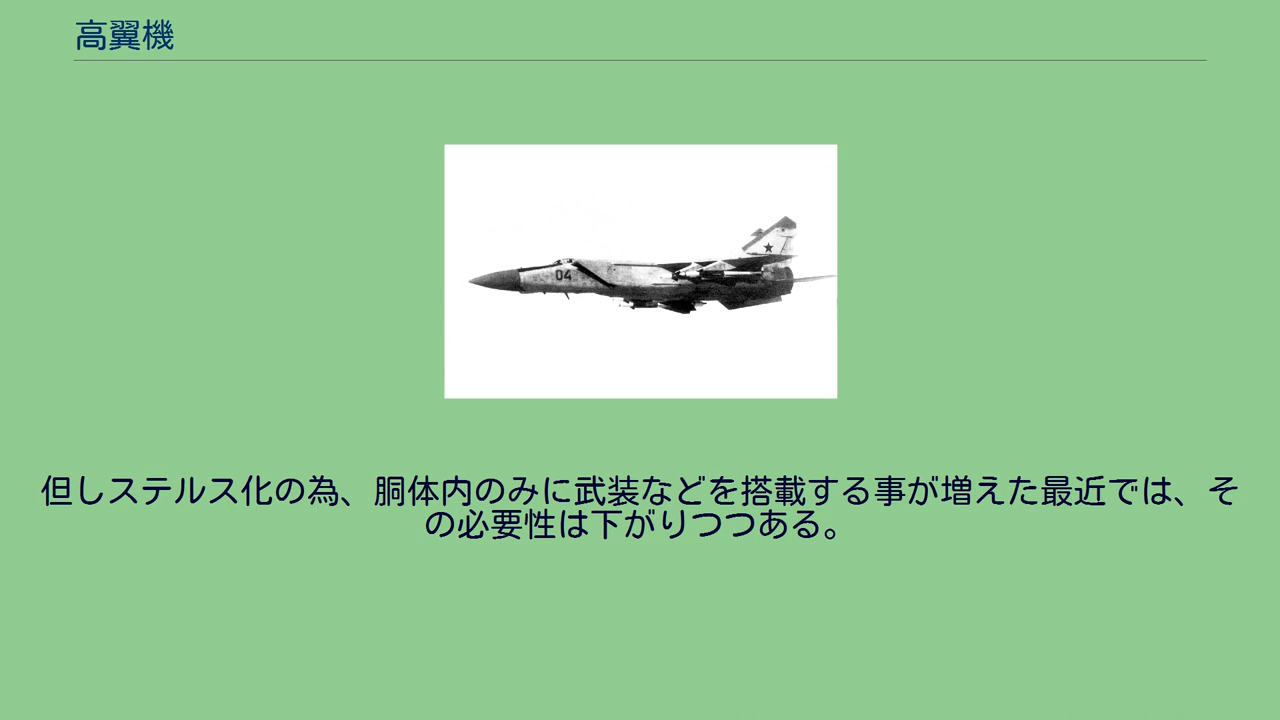 高翼機
04
但しステルス化の為、胴体内のみに武装などを搭載する事が増えた最近では、そ
の必要性は下がりつつある。